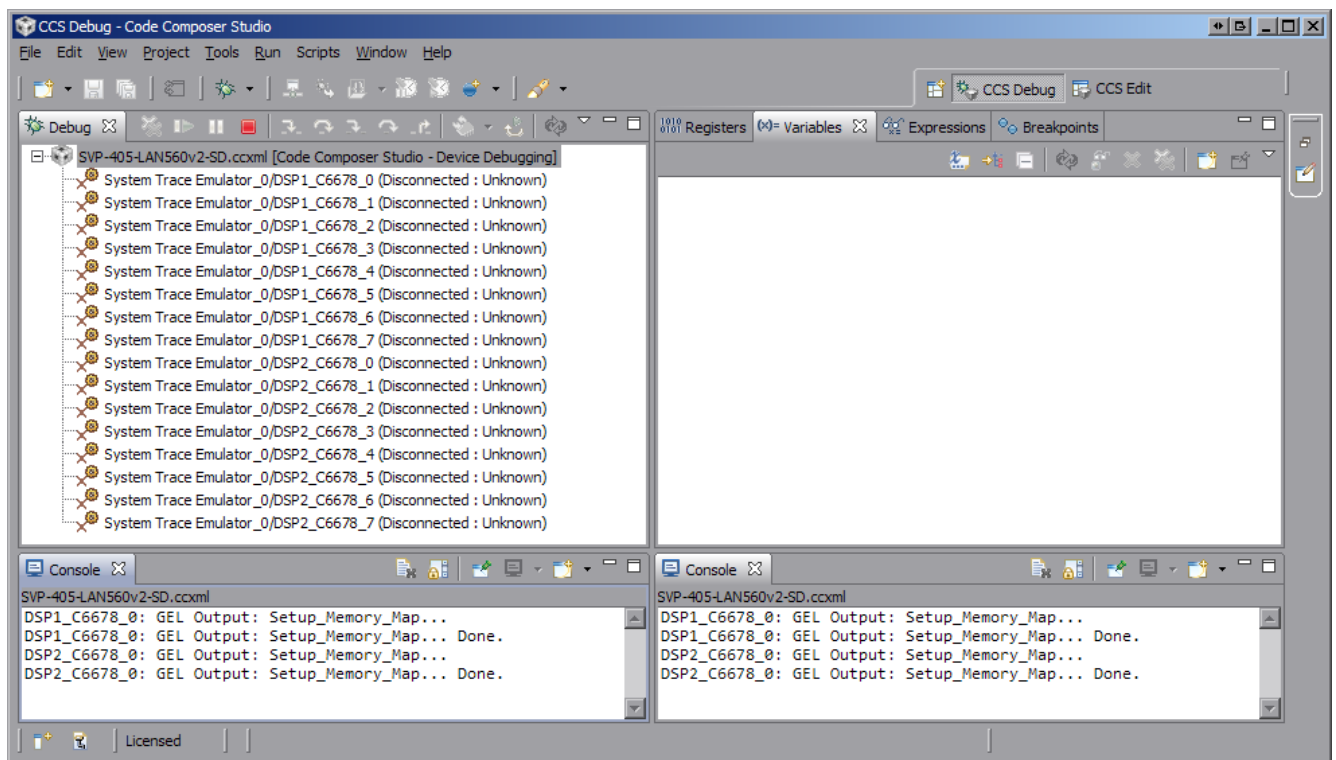 CCS Debug - Code Composer Studio
File Edit View Project Tools Run Scripts Window Help
CCS Debug CCS Edit
Debug
SVP-405-LAN560v2-SD.ccxml [Code Composer Studio - Device Debugging]
System Trace Emulator_0/DSP1_C6678_0 (Disconnected : Unknown)
System Trace Emulator_0/DSP1_C6678_1 (Disconnected : Unknown)
System Trace Emulator_0/DSP1_C6678_2 (Disconnected : Unknown)
System Trace Emulator_0/DSP1_C6678_3 (Disconnected : Unknown)
System Trace Emulator_0/DSP1_C6678_4 (Disconnected : Unknown)
System Trace Emulator_0/DSP1_C6678_5 (Disconnected : Unknown)
System Trace Emulator_0/DSP1_C6678_6 (Disconnected : Unknown)
System Trace Emulator_0/DSP1_C6678_7 (Disconnected : Unknown)
System Trace Emulator_0/DSP2_C6678_0 (Disconnected : Unknown)
System Trace Emulator_0/DSP2_C6678_1 (Disconnected : Unknown)
System Trace Emulator_0/DSP2_C6678_2 (Disconnected : Unknown)
System Trace Emulator_0/DSP2_C6678_3 (Disconnected : Unknown)
System Trace Emulator_0/DSP2_C6678_4 (Disconnected : Unknown)
System Trace Emulator_0/DSP2_C6678_5 (Disconnected : Unknown)
System Trace Emulator_0/DSP2_C6678_6 (Disconnected : Unknown)
System Trace Emulator_0/DSP2_C6678_7 (Disconnected : Unknown)
1010 0101 Registers (x)= Variables Expressions Breakpoints
Console
SVP-405-LAN560v2-SD.ccxml
DSP1_C6678_0: GEL Output: Setup_Memory_Map...
DSP1_C6678_0: GEL Output: Setup_Memory_Map... Done.
DSP2_C6678_0: GEL Output: Setup_Memory_Map...
DSP2_C6678_0: GEL Output: Setup_Memory_Map... Done.
Console
SVP-405-LAN560v2-SD.ccxml
DSP1_C6678_0: GEL Output: Setup_Memory_Map...
DSP1_C6678_0: GEL Output: Setup_Memory_Map... Done.
DSP2_C6678_0: GEL Output: Setup_Memory_Map...
DSP2_C6678_0: GEL Output: Setup_Memory_Map... Done.
Licensed